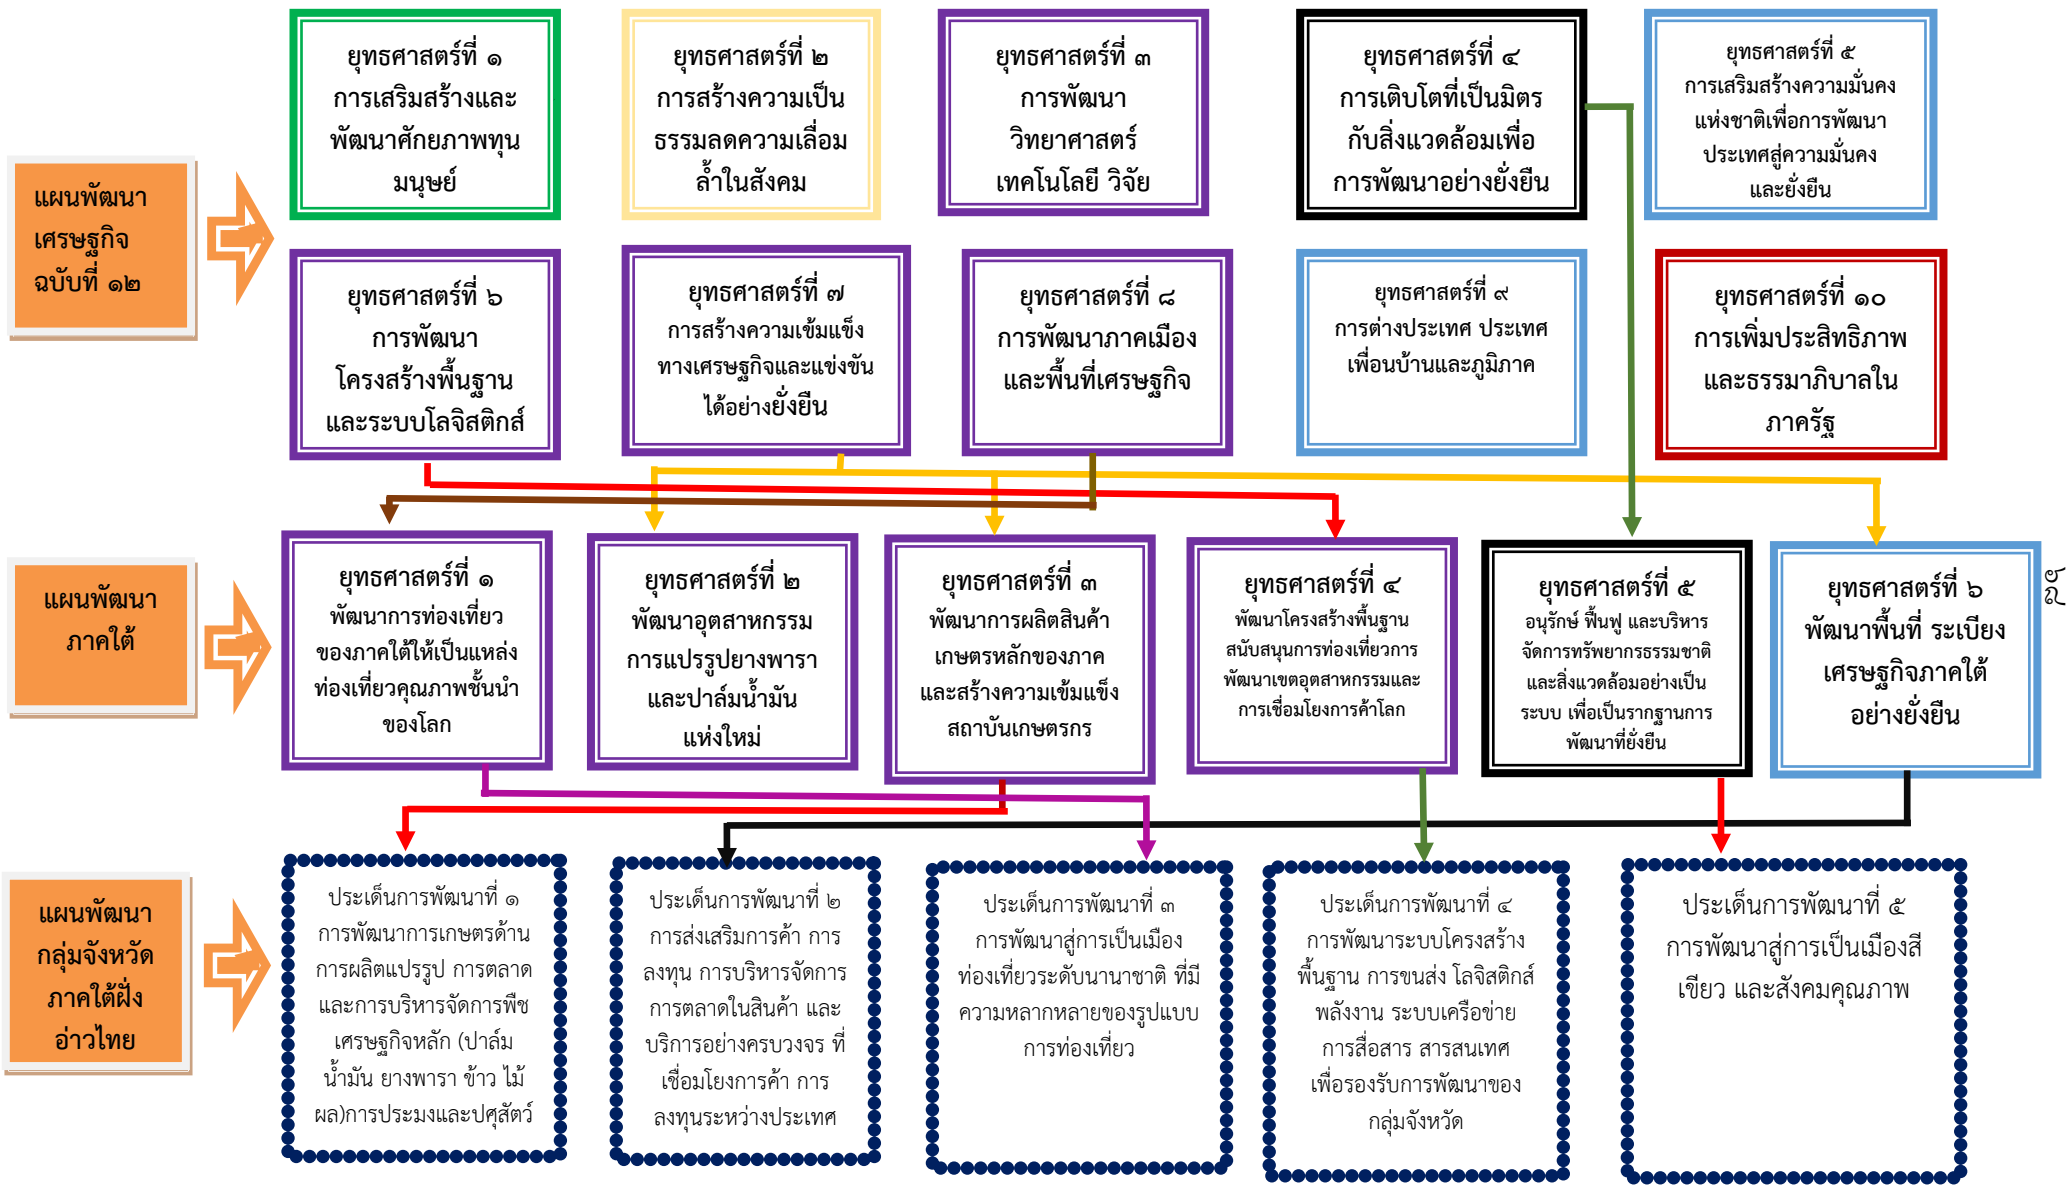 แผนพัฒนา
เศรษฐกิจ
ฉบับที่ ๑๒
ยุทธศาสตร์ที่ ๑
การเสริมสร้างและ
พัฒนาศักยภาพทุน
มนุษย์
ยุทธศาสตร์ที่ ๒
การสร้างความเป็น
ธรรมลดความเลื่อม
ล้ำในสังคม
ยุทธศาสตร์ที่ ๓
การพัฒนา
วิทยาศาสตร์
เทคโนโลยี วิจัย
ยุทธศาสตร์ที่ ๔
การเติบโตที่เป็นมิตร
กับสิ่งแวดล้อมเพื่อ
การพัฒนาอย่างยั่งยืน
ยุทธศาสตร์ที่ ๕
การเสริมสร้างความมั่นคง
แห่งชาติเพื่อการพัฒนา
ประเทศสู่ความมั่นคง
และยั่งยืน
ยุทธศาสตร์ที่ ๖
การพัฒนา
โครงสร้างพื้นฐาน
และระบบโลจิสติกส์
ยุทธศาสตร์ที่ ๗
การสร้างความเข้มแข็ง
ทางเศรษฐกิจและแข่งขัน
ได้อย่างยั่งยืน
ยุทธศาสตร์ที่ ๘
การพัฒนาภาคเมือง
และพื้นที่เศรษฐกิจ
ยุทธศาสตร์ที่ ๙
การต่างประเทศ ประเทศ
เพื่อนบ้านและภูมิภาค
ยุทธศาสตร์ที่ ๑๐
การเพิ่มประสิทธิภาพ
และธรรมาภิบาลใน
ภาครัฐ
แผนพัฒนา
ภาคใต้
ยุทธศาสตร์ที่ ๑
พัฒนาการท่องเที่ยว
ของภาคใต้ให้เป็นแหล่ง
ท่องเที่ยวคุณภาพชั้นนำ
ของโลก
ยุทธศาสตร์ที่ ๒
พัฒนาอุตสาหกรรม
การแปรรูปยางพารา
และปาล์มน้ำมัน
แห่งใหม่
ยุทธศาสตร์ที่ ๓
พัฒนาการผลิตสินค้า
เกษตรหลักของภาค
และสร้างความเข้มแข็ง
สถาบันเกษตรกร
ยุทธศาสตร์ที่ ๔
พัฒนาโครงสร้างพื้นฐาน
สนับสนุนการท่องเที่ยวการ
พัฒนาเขตอุตสาหกรรมและ
การเชื่อมโยงการค้าโลก
ยุทธศาสตร์ที่ ๕
อนุรักษ์ ฟื้นฟู และบริหาร
จัดการทรัพยากรธรรมชาติ
และสิ่งแวดล้อมอย่างเป็น
ระบบ เพื่อเป็นรากฐานการ
พัฒนาที่ยั่งยืน
ยุทธศาสตร์ที่ ๖
พัฒนาพื้นที่ ระเบียง
เศรษฐกิจภาคใต้
อย่างยั่งยืน
แผนพัฒนา
กลุ่มจังหวัด
ภาคใต้ฝั่ง
อ่าวไทย
ประเด็นการพัฒนาที่ ๑
การพัฒนาการเกษตรด้าน
การผลิตแปรรูป การตลาด
และการบริหารจัดการพืช
เศรษฐกิจหลัก (ปาล์ม
น้ำมัน ยางพารา ข้าว ไม้
ผล)การประมงและปศุสัตว์
ประเด็นการพัฒนาที่ ๒
การส่งเสริมการค้า การ
ลงทุน การบริหารจัดการ
การตลาดในสินค้า และ
บริการอย่างครบวงจร ที่
เชื่อมโยงการค้า การ
ลงทุนระหว่างประเทศ
ประเด็นการพัฒนาที่ ๓
การพัฒนาสู่การเป็นเมือง
ท่องเที่ยวระดับนานาชาติ ที่มี
ความหลากหลายของรูปแบบ
การท่องเที่ยว
ประเด็นการพัฒนาที่ ๔
การพัฒนาระบบโครงสร้าง
พื้นฐาน การขนส่ง โลจิสติกส์
พลังงาน ระบบเครือข่าย
การสื่อสาร สารสนเทศ
เพื่อรองรับการพัฒนาของ
กลุ่มจังหวัด
ประเด็นการพัฒนาที่ ๕
การพัฒนาสู่การเป็นเมืองสี
เขียว และสังคมคุณภาพ